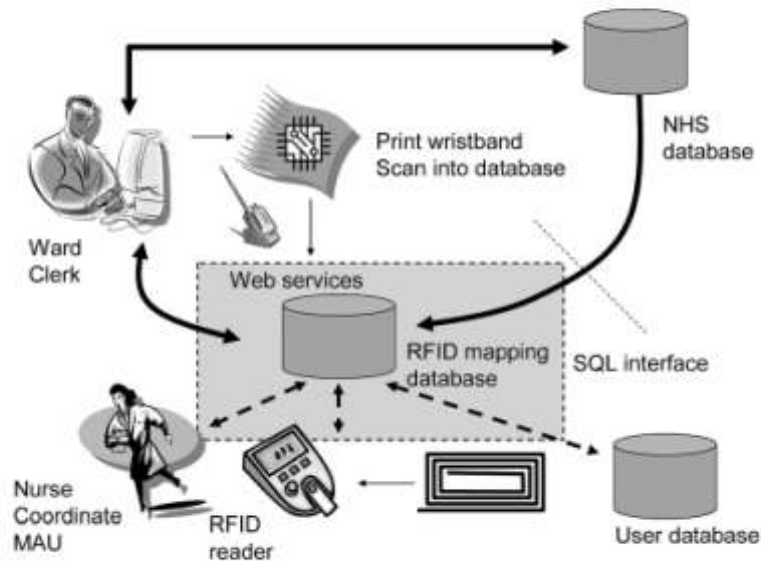 NHS
database
Print wristband
Scan into database
Ward
Clerk
Web services
RFID mapping
database
SQL interface
Nurse
Coordinate
MAU
RFID
reader
User database